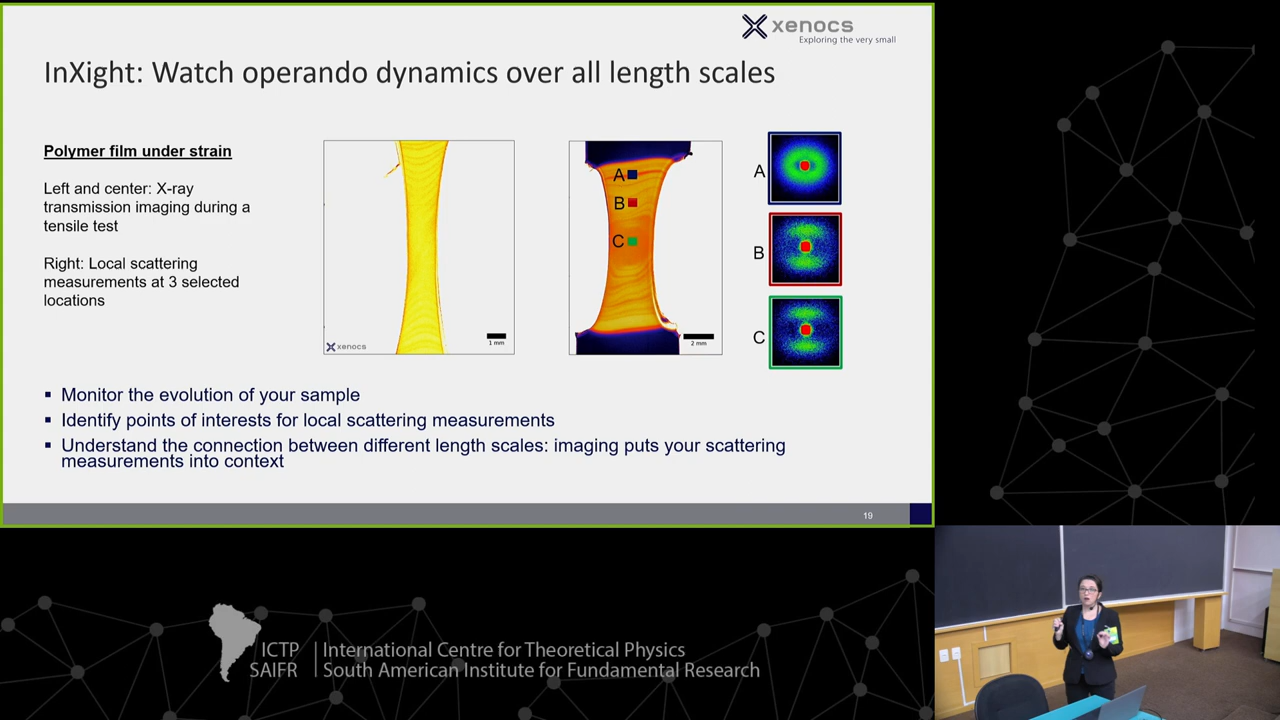 xenocs
Exploring the very small
InXight: Watch operando dynamics over all length scales
Polymer film under strain
Left and center: X-ray
transmission imaging during a
tensile test
Right: Local scattering
measurements at 3 selected
locations
xenocs
1 mm
A
B
C
2 mm
A
B
C
▪ Monitor the evolution of your sample
▪ Identify points of interests for local scattering measurements
▪ Understand the connection between different length scales: imaging puts your scattering
measurements into context
19
ICTP
SAIFR
International Centre for Theoretical Physics
South American Institute for Fundamental Research